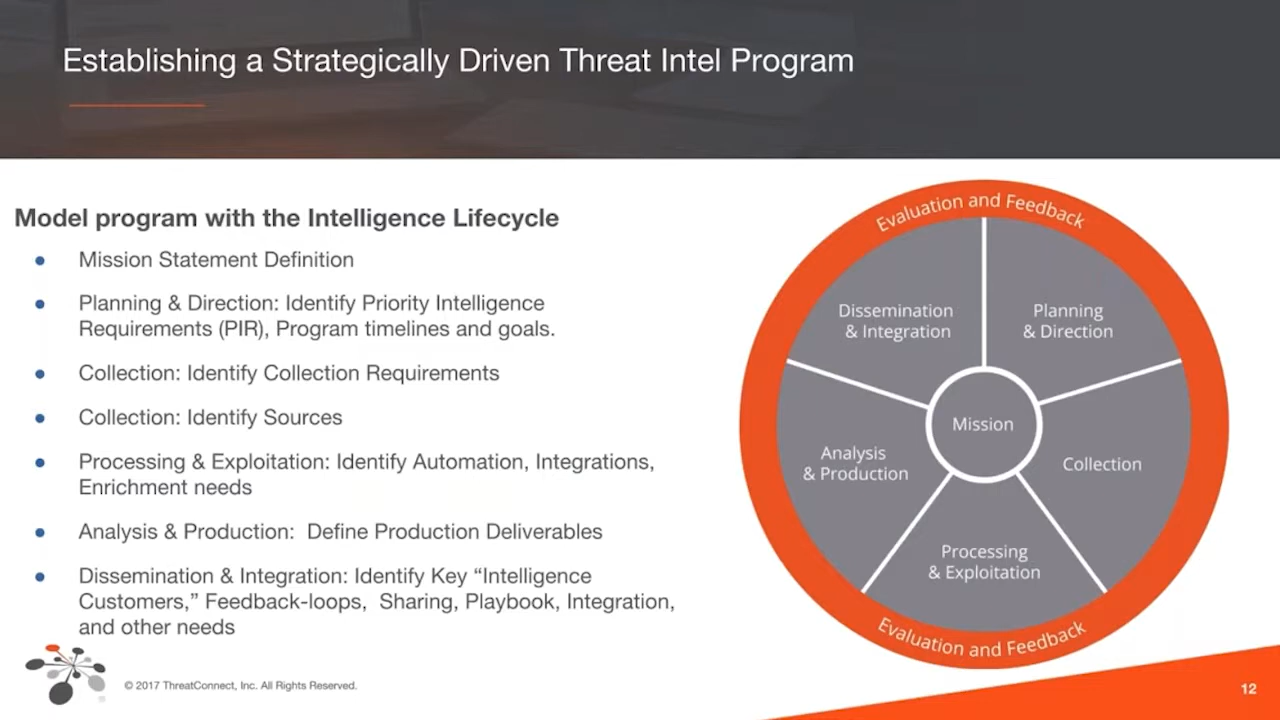 Establishing a Strategically Driven Threat Intel Program
Model program with the Intelligence Lifecycle
● Mission Statement Definition
● Planning & Direction: Identify Priority Intelligence
Requirements (PIR), Program timelines and goals.
● Collection: Identify Collection Requirements
● Collection: Identify Sources
● Processing & Exploitation: Identify Automation, Integrations,
Enrichment needs
● Analysis & Production:  Define Production Deliverables
● Dissemination & Integration: Identify Key “Intelligence
Customers,” Feedback-loops,  Sharing, Playbook, Integration,
and other needs
Evaluation and Feedback
Dissemination
& Integration
Planning
& Direction
Mission
Analysis
& Production
Collection
Processing
& Exploitation
Evaluation and Feedback
© 2017 ThreatConnect, Inc. All Rights Reserved.
12